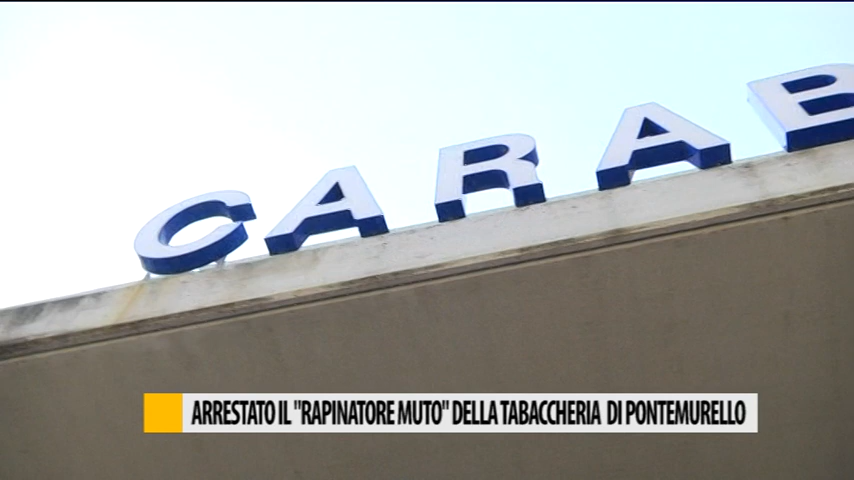 CARAB
ARRESTATO IL "RAPINATORE MUTO" DELLA TABACCHERIA DI PONTEMURELLO